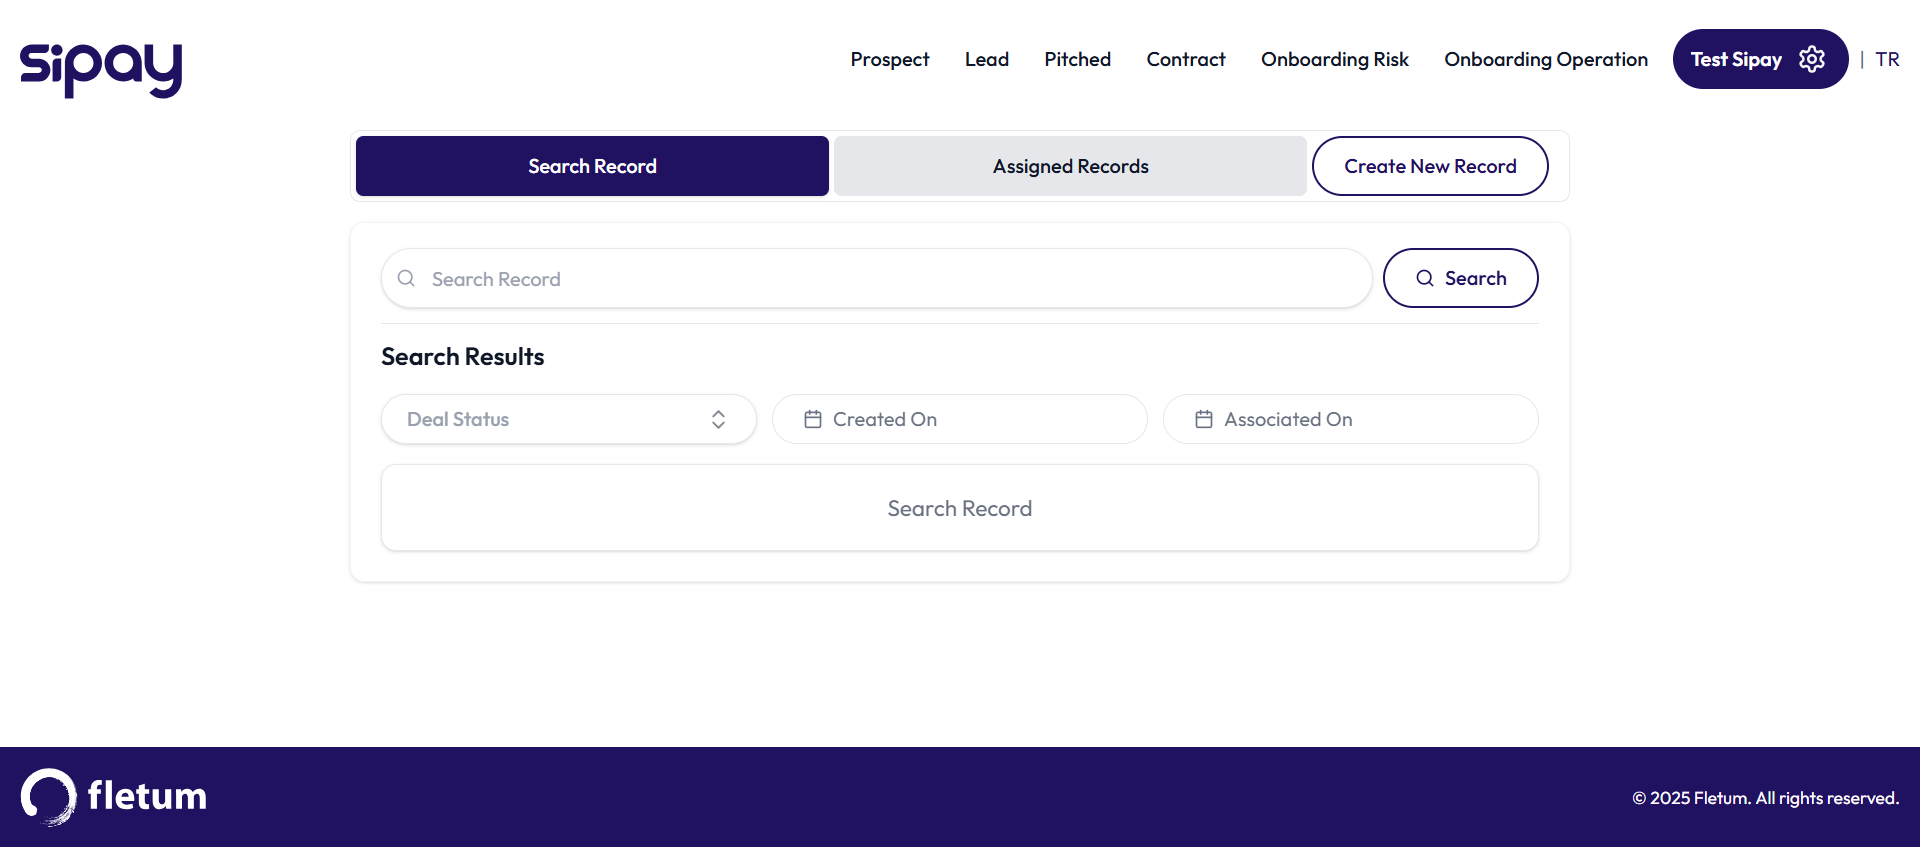 sipay
Prospect Lead Pitched Contract Onboarding Risk Onboarding Operation Test Sipay | TR
Search Record Assigned Records Create New Record
Search Record Search
Search Results
Deal Status Created On Associated On
Search Record
fletum
© 2025 Fletum. All rights reserved.